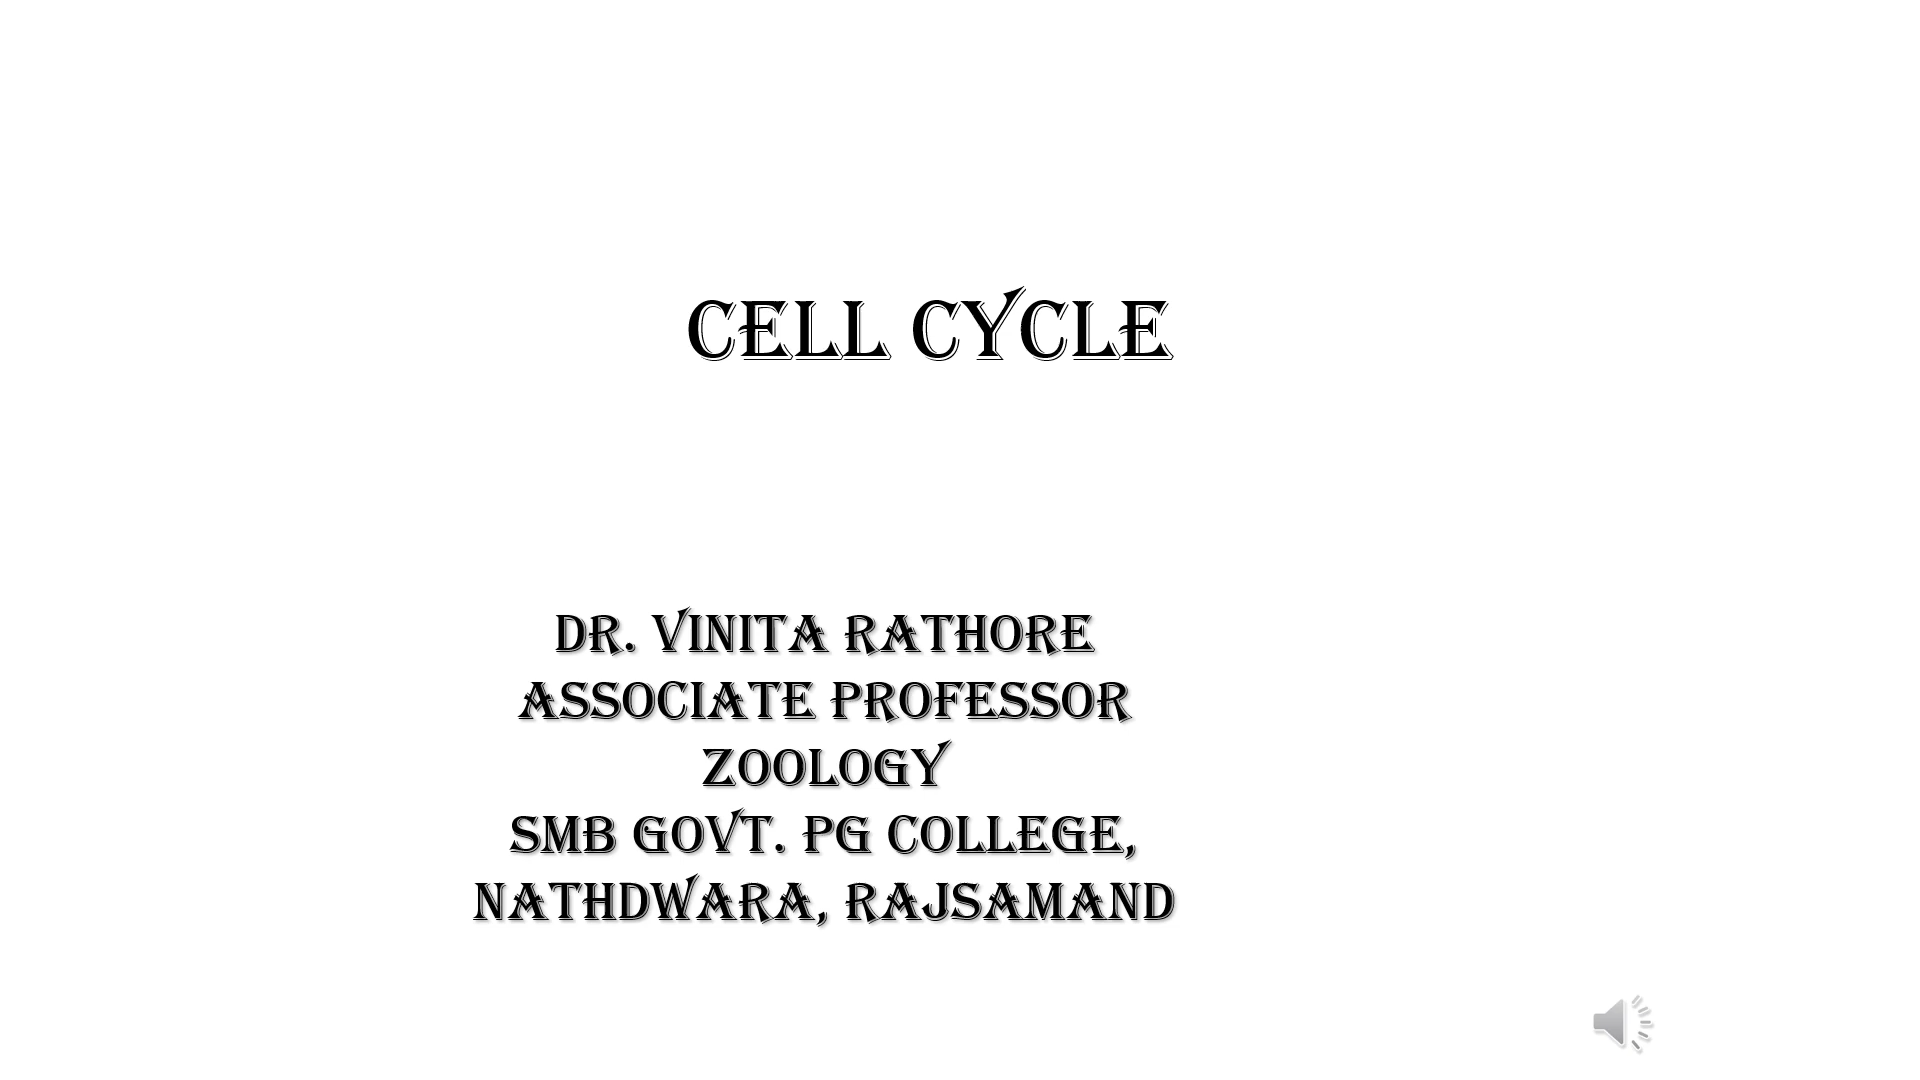 CELL CYCLE
DR. VINITA RATHORE
ASSOCIATE PROFESSOR
ZOOLOGY
SMB GOVT. PG COLLEGE,
NATHDWARA, RAJSAMAND